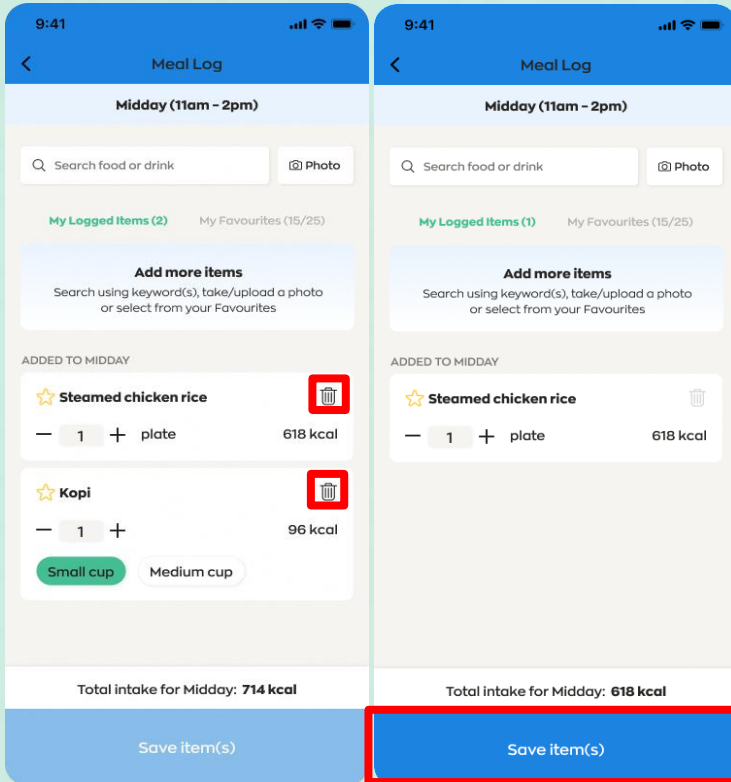 9:41
Meal Log
Midday (11am - 2pm)
Search food or drink
Photo
My Logged Items (2)
My Favourites (15/25)
Add more items
Search using keyword(s), take/upload a photo
or select from your Favourites
ADDED TO MIDDAY
Steamed chicken rice
1 plate
618 kcal
Kopi
1
96 kcal
Small cup
Medium cup
Total intake for Midday: 714 kcal
Save item(s)
9:41
Meal Log
Midday (11am - 2pm)
Search food or drink
Photo
My Logged Items (1)
My Favourites (15/25)
Add more items
Search using keyword(s), take/upload a photo
or select from your Favourites
ADDED TO MIDDAY
Steamed chicken rice
1 plate
618 kcal
Total intake for Midday: 618 kcal
Save item(s)